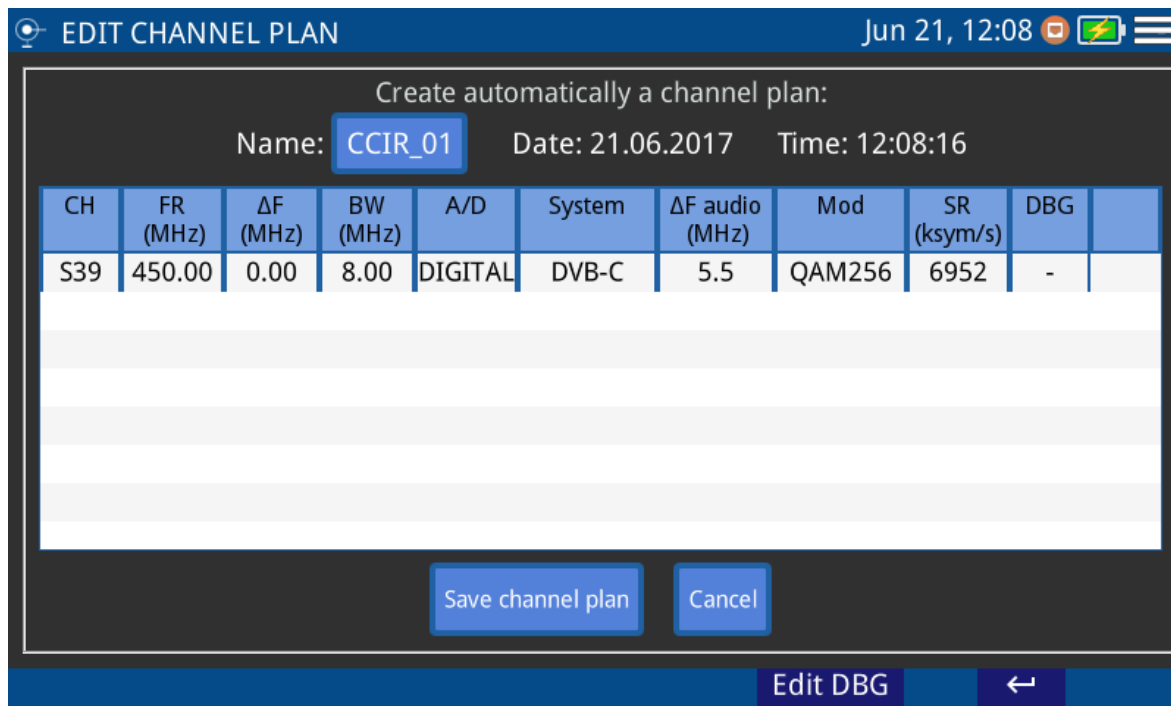 EDIT CHANNEL PLAN Jun 21, 12:08
Create automatically a channel plan:
Name: CCIR_01 Date: 21.06.2017 Time: 12:08:16
CH FR (MHz) ΔF (MHz) BW (MHz) A/D System ΔF audio (MHz) Mod SR (ksym/s) DBG
S39 450.00 0.00 8.00 DIGITAL DVB-C 5.5 QAM256 6952 -
Save channel plan Cancel
Edit DBG